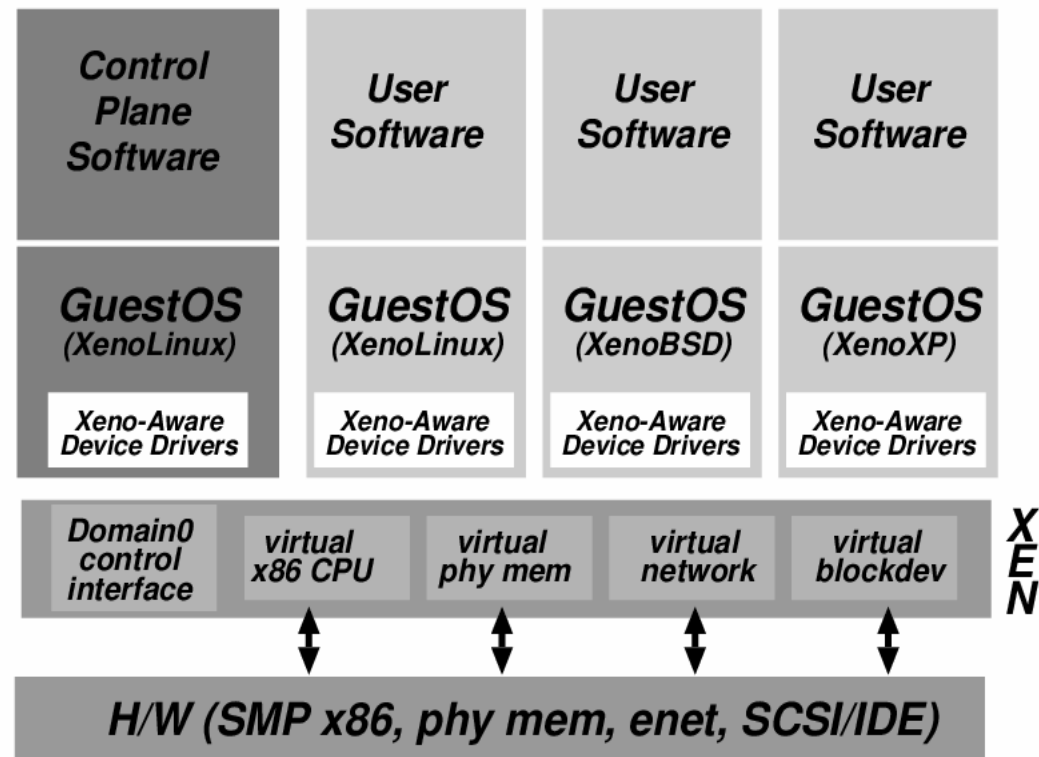 Control
Plane
Software
User
Software
User
Software
User
Software
GuestOS
(XenoLinux)
Xeno-Aware
Device Drivers
GuestOS
(XenoLinux)
Xeno-Aware
Device Drivers
GuestOS
(XenoBSD)
Xeno-Aware
Device Drivers
GuestOS
(XenoXP)
Xeno-Aware
Device Drivers
Domain0
control
interface
virtual
x86 CPU
virtual
phy mem
virtual
network
virtual
blockdev
X
E
N
H/W (SMP x86, phy mem, enet, SCSI/IDE)